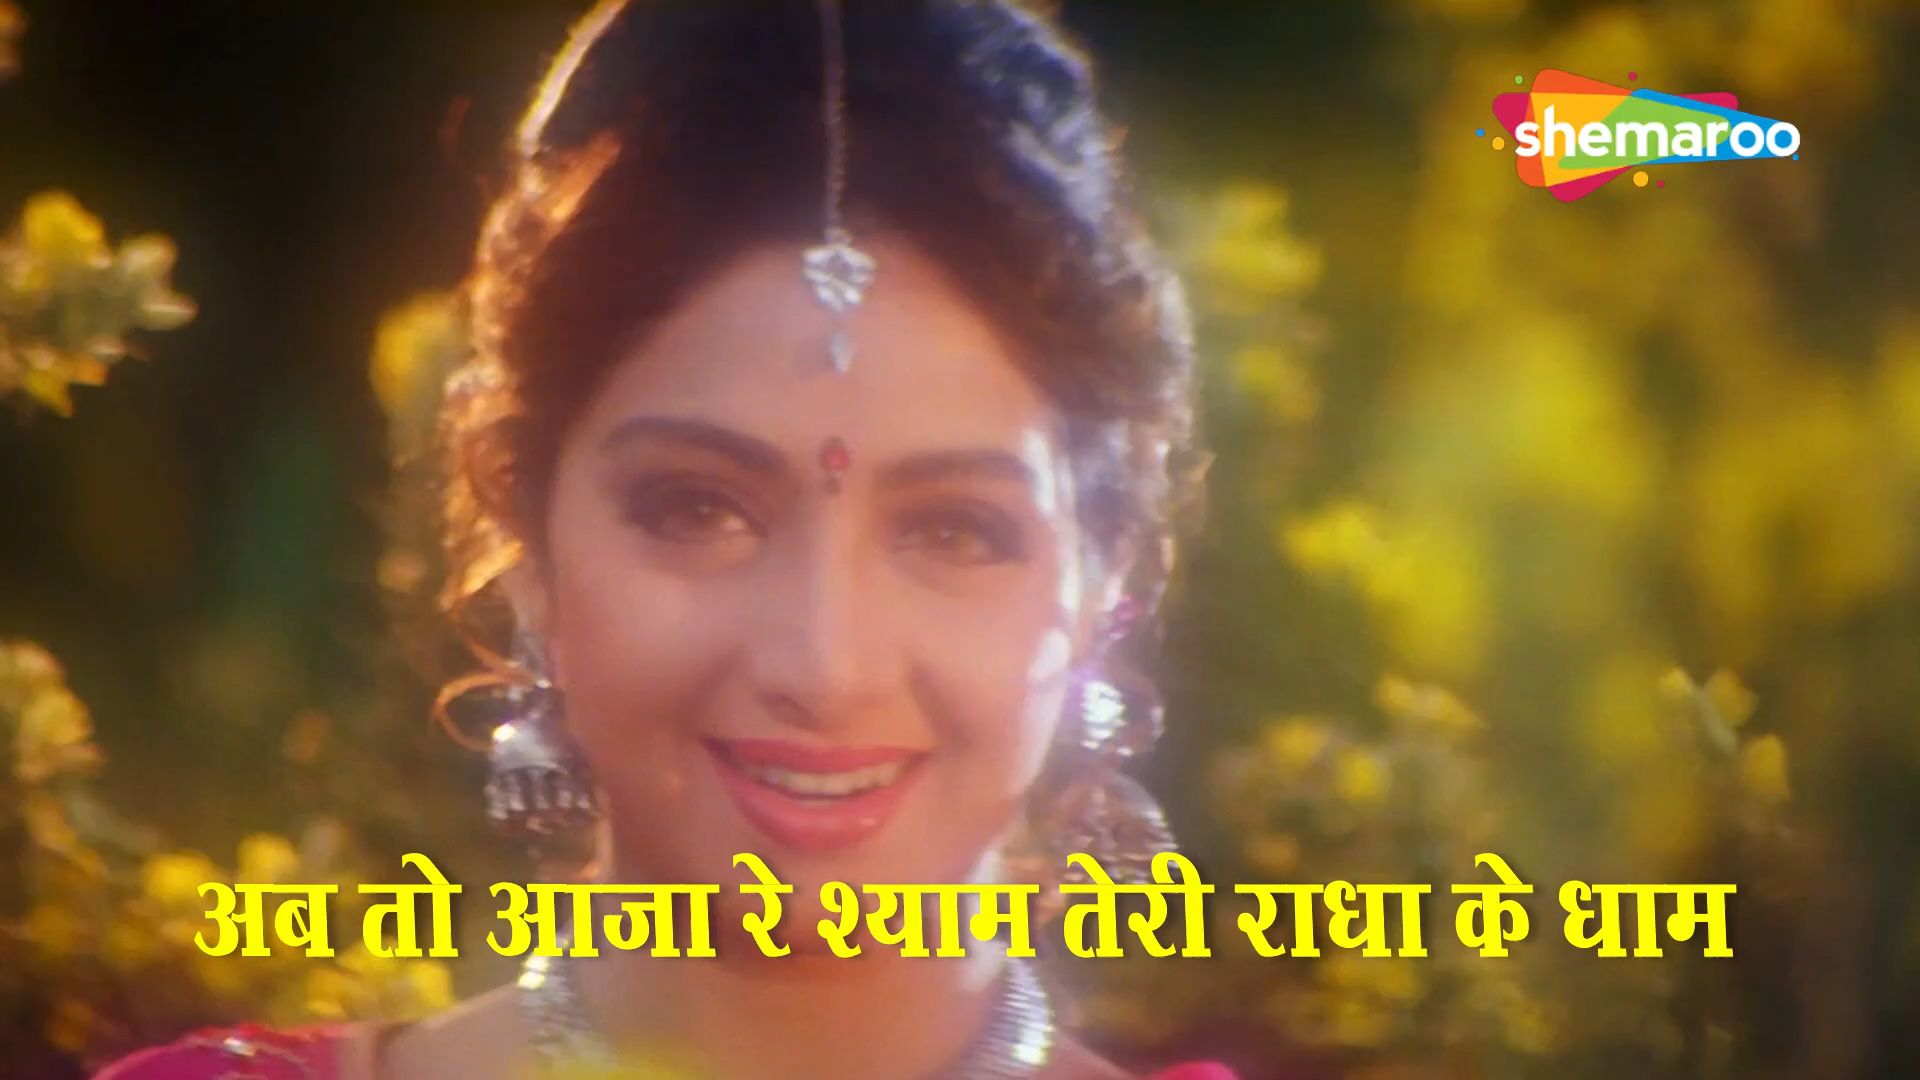 shemaroo
अब तो आजा रे श्याम तेरी राधा के धाम